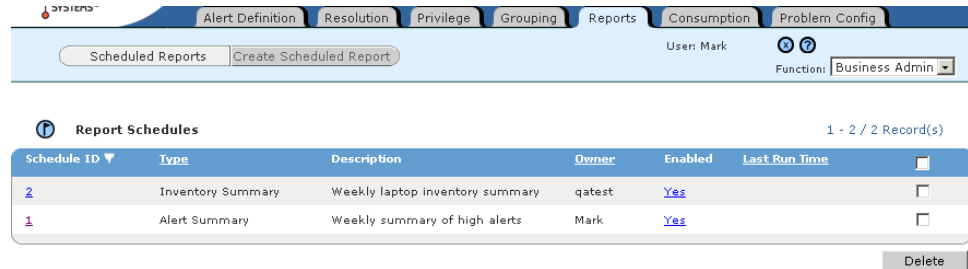 SYSTEMS
Alert Definition Resolution Privilege Grouping Reports Consumption Problem Config
Scheduled Reports Create Scheduled Report User: Mark
Function: Business Admin
Report Schedules 1 - 2 / 2 Record(s)
Schedule ID Type Description Owner Enabled Last Run Time
2 Inventory Summary Weekly laptop inventory summary qatest Yes
1 Alert Summary Weekly summary of high alerts Mark Yes
Delete